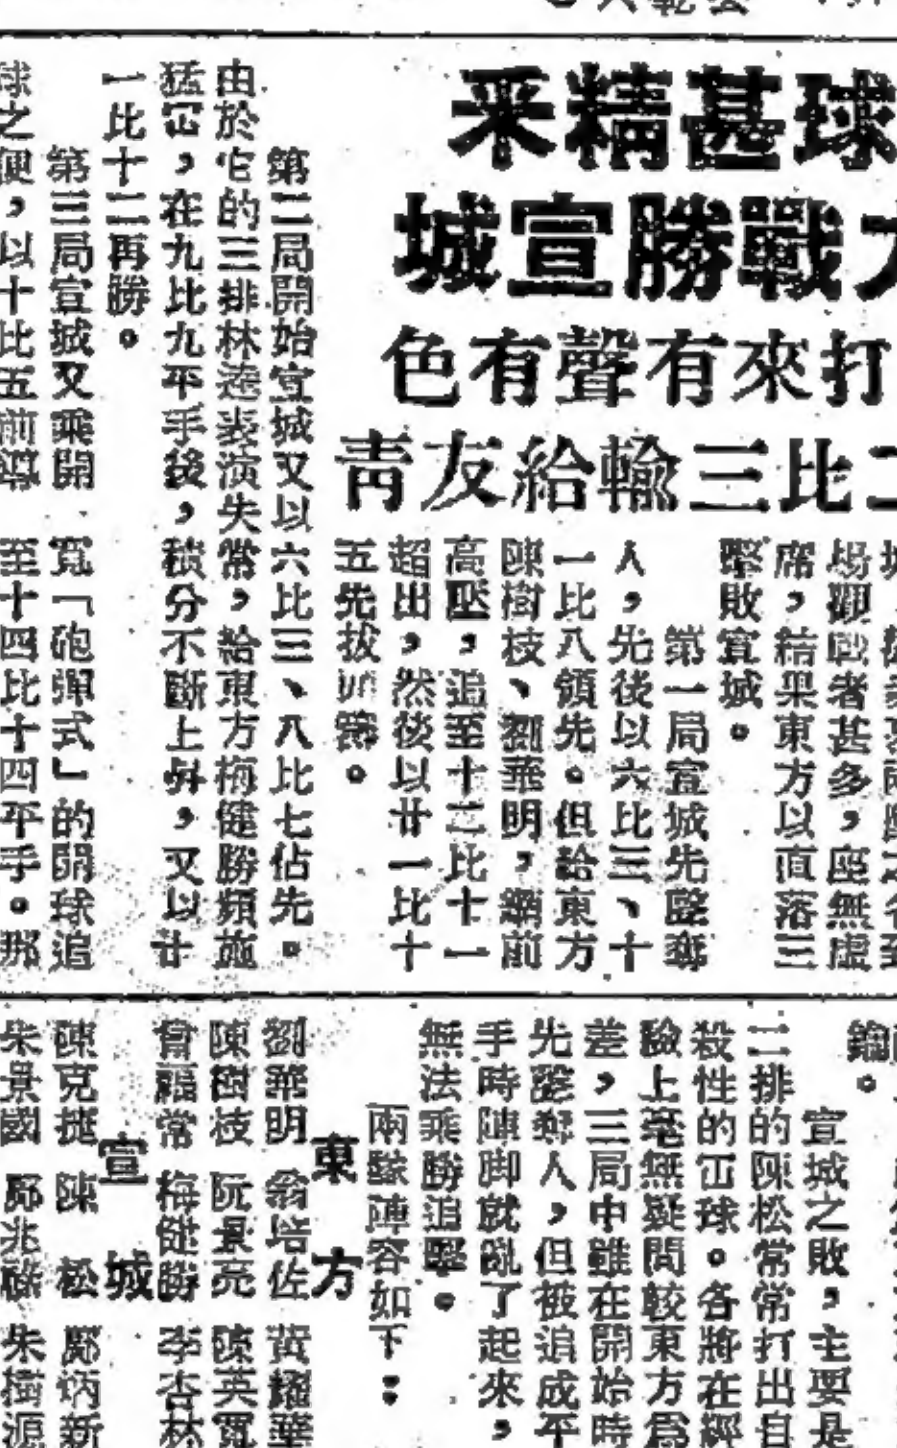 球甚精釆
戰勝宣城
打來有聲有色
二比三輸給友靑
場觀戰者甚多，座無虛
席，結果東方以直落三
擊敗宣城。
第一局宣城先聲奪
人，先後以六比三、十
一比八領先。但給東方
陳樹枝、劉華明，網前
高壓，追至十二比十一
超出，然後以廿一比十
五先拔頭籌。
第二局開始宣城又以六比三、八比七佔先。
由於它的三排林遠表演失常，給東方梅健勝頻施
猛冚，在九比九平手後，積分不斷上昇，又以廿
一比十二再勝。
第三局宣城又乘開
球之便，以十比五前導
寬「砲彈式」的開球追
至十四比十四平手。那
宣城之敗，主要是
二排的陳松常常打出自
殺性的冚球。各將在經
驗上毫無疑問較東方爲
差，三局中雖在開始時
先聲奪人，但被追成平
手時陣脚就亂了起來，
無法乘勝追擊。
兩隊陣容如下：
東方
劉華明 翁培佐 黃耀華
陳樹枝 阮景亮 陳英寬
曾福常 梅健勝 李杏林
宣城
陳克挺 陳松 鄺炳新
朱景國 鄺兆祿 朱樹源